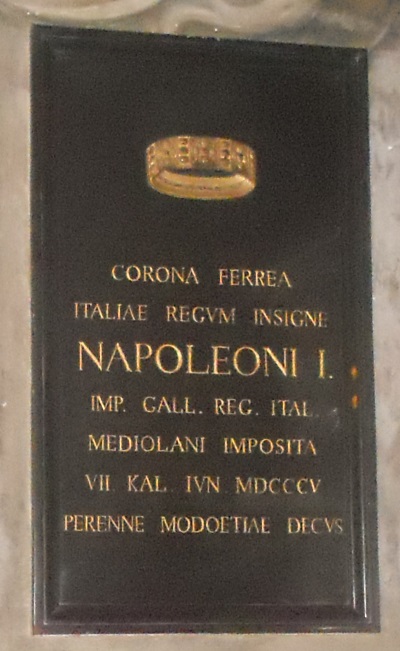 CORONA FERREA
ITALIAE REGVM INSIGNE
NAPOLEONI I.
IMP. GALL. REG. ITAL.
MEDIOLANI IMPOSITA
VII. KAL. IVN MDCCCV
PERENNE MODOETIAE DECVS